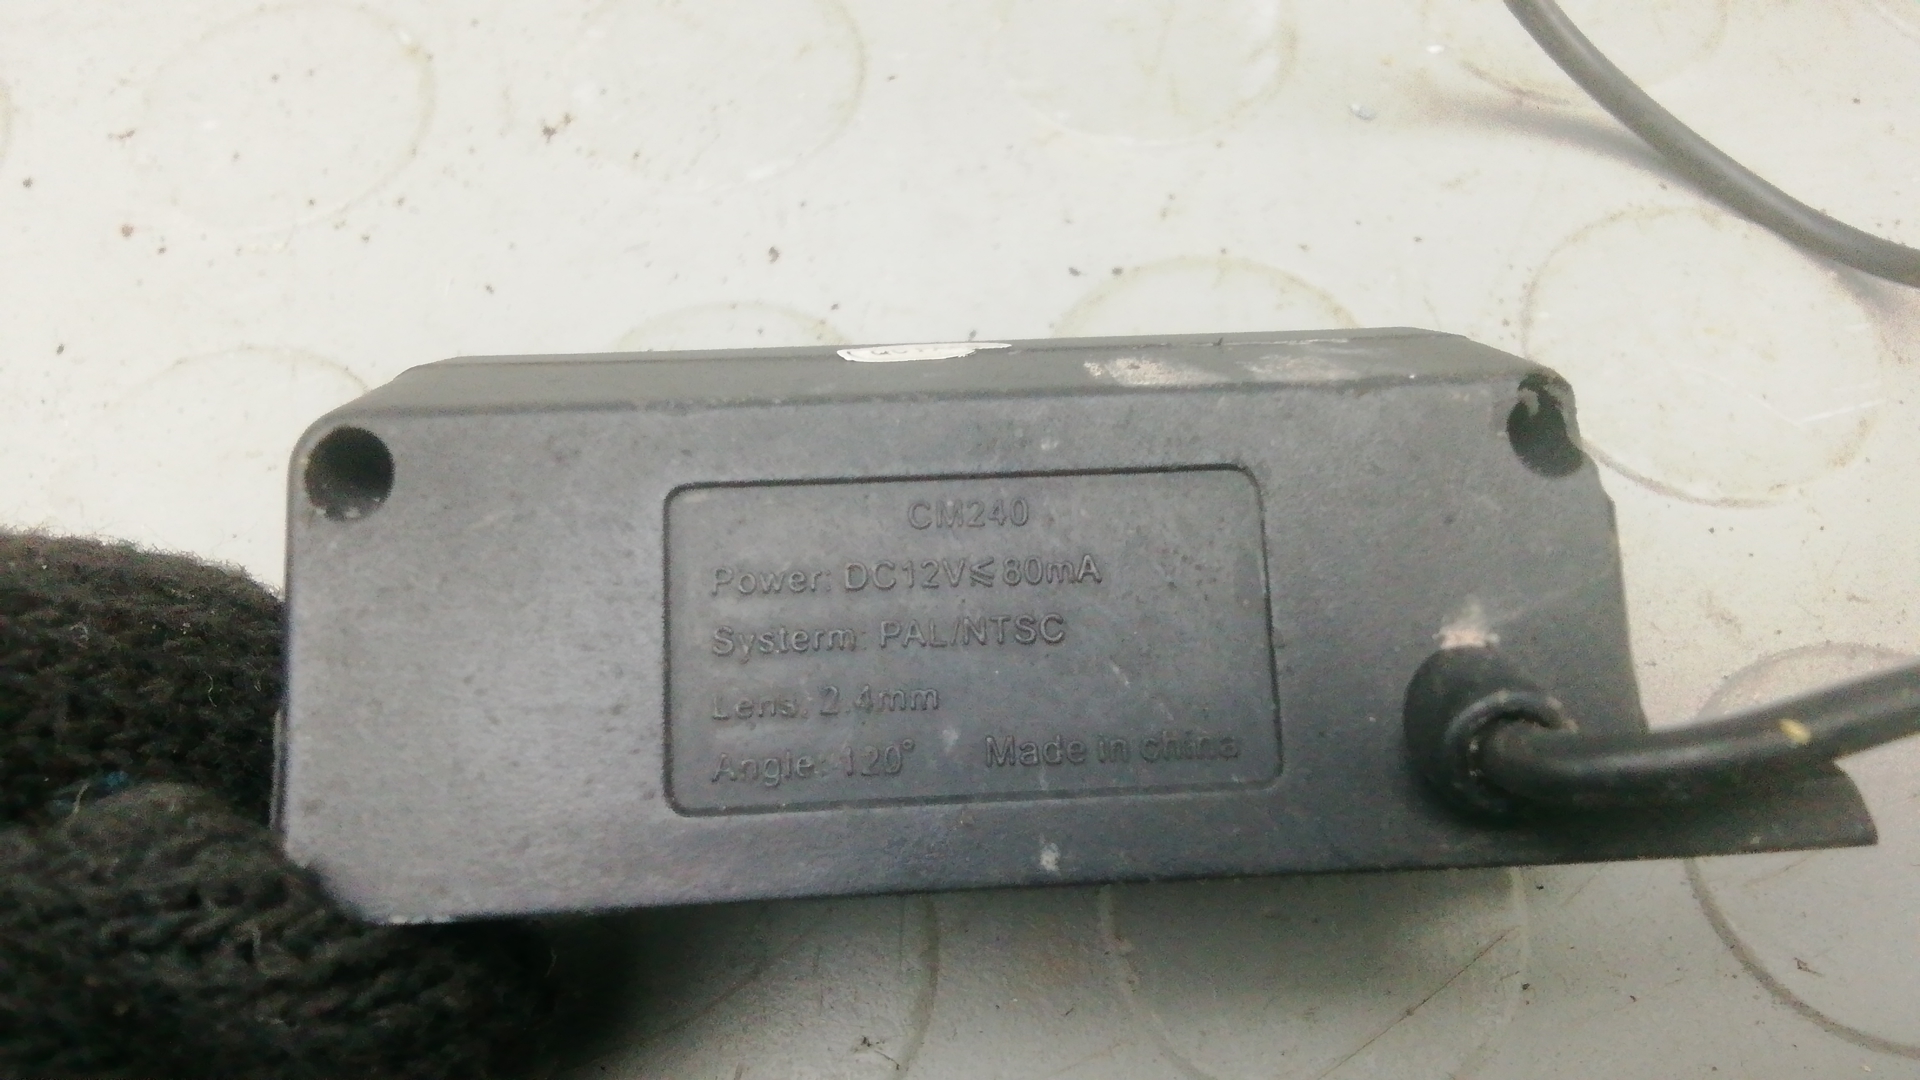 CM240
Power: DC12V≤80mA
Systerm: PAL/NTSC
Lens: 2.4mm
Angle: 120° Made in china